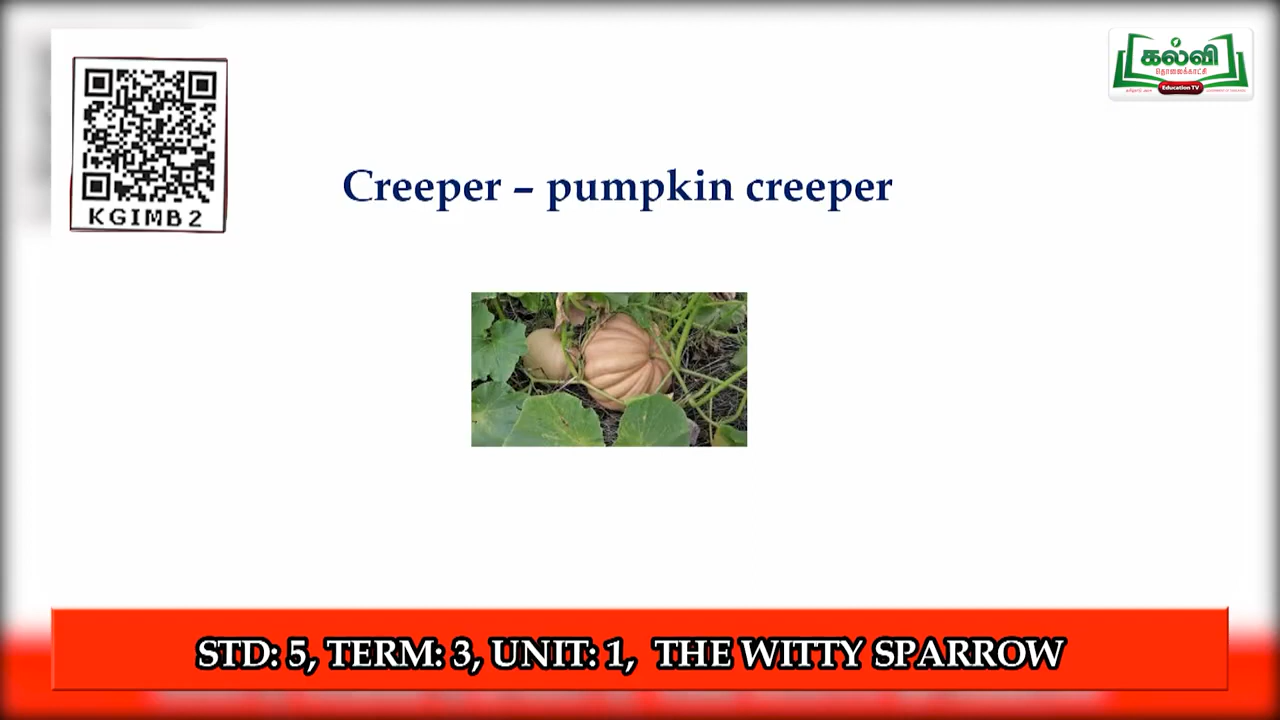 கல்வி
தொலைக்காட்சி
Education TV
KGIMB2
Creeper – pumpkin creeper
STD: 5, TERM: 3, UNIT: 1, THE WITTY SPARROW